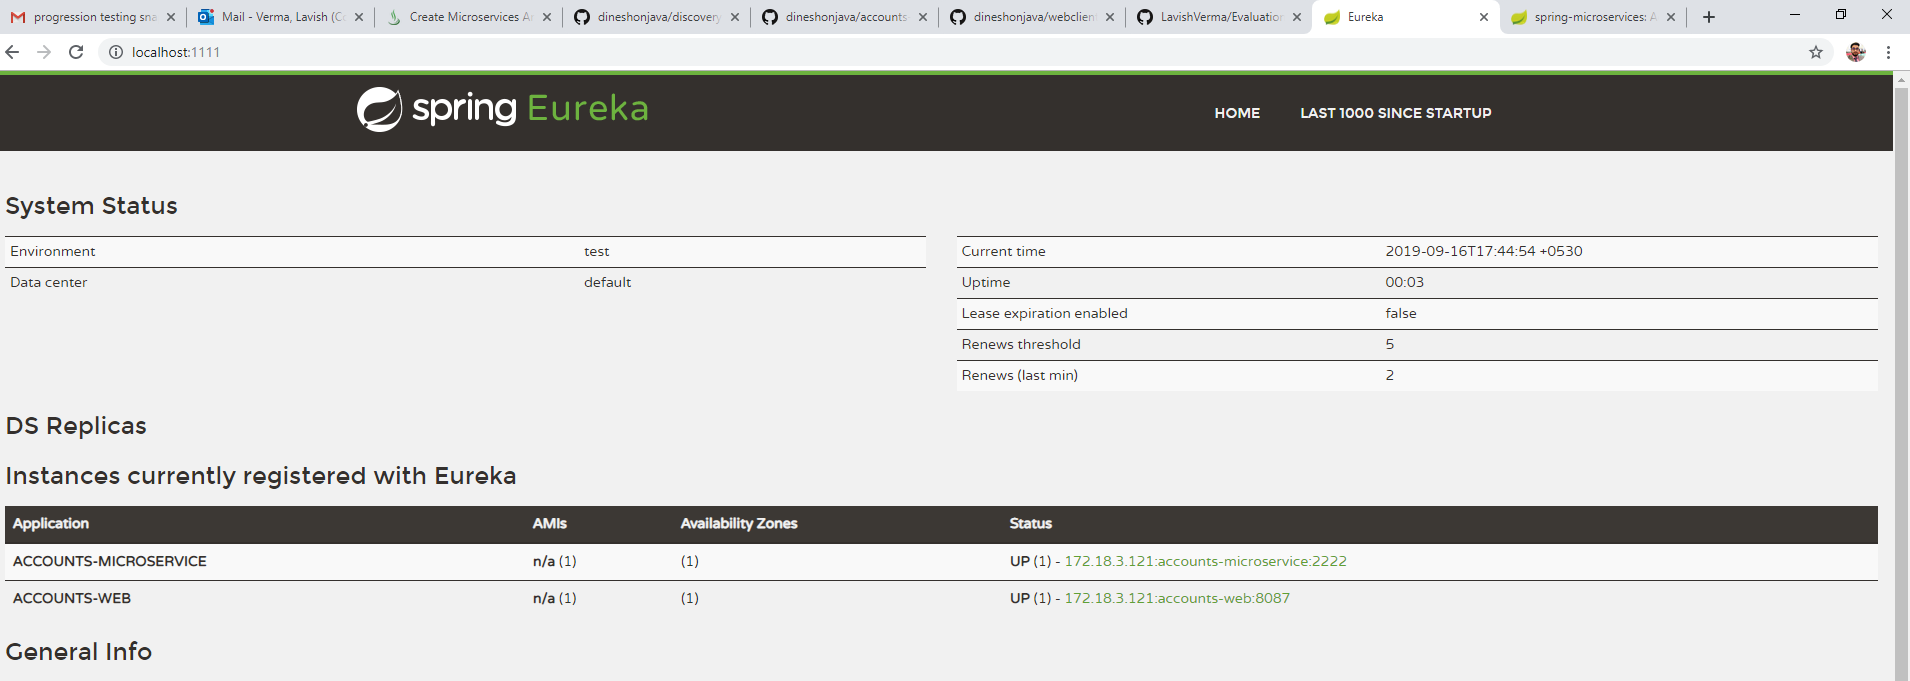 progression testing sna
Mail - Verma, Lavish (Co
Create Microservices Ar
dineshonjava/discovery
dineshonjava/accounts
dineshonjava/webclient
LavishVerma/Evaluation
Eureka
spring-microservices: A
localhost:1111
spring Eureka
HOME LAST 1000 SINCE STARTUP
System Status
Environment test
Data center default
Current time 2019-09-16T17:44:54 +0530
Uptime 00:03
Lease expiration enabled false
Renews threshold 5
Renews (last min) 2
DS Replicas
Instances currently registered with Eureka
Application AMIs Availability Zones Status
ACCOUNTS-MICROSERVICE n/a (1) (1) UP (1) - 172.18.3.121:accounts-microservice:2222
ACCOUNTS-WEB n/a (1) (1) UP (1) - 172.18.3.121:accounts-web:8087
General Info